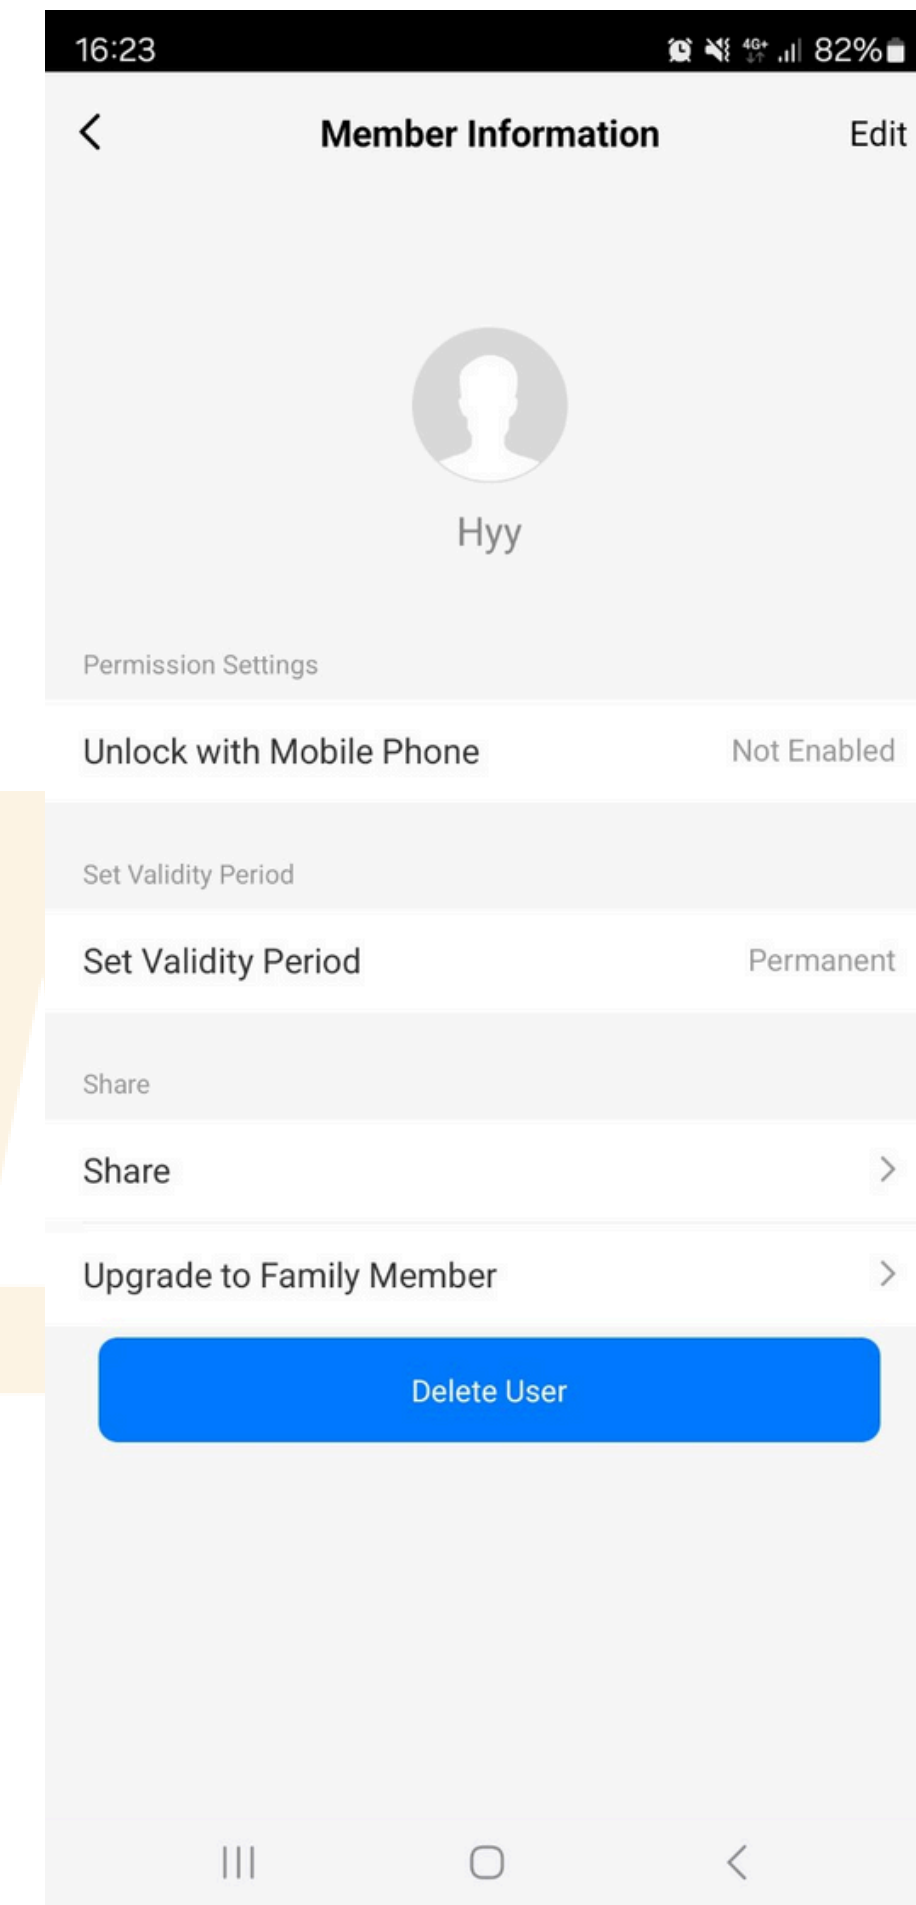 16:23 4G+ 82%
Member Information Edit
Hyy
Permission Settings
Unlock with Mobile Phone Not Enabled
Set Validity Period
Set Validity Period Permanent
Share
Share
Upgrade to Family Member
Delete User